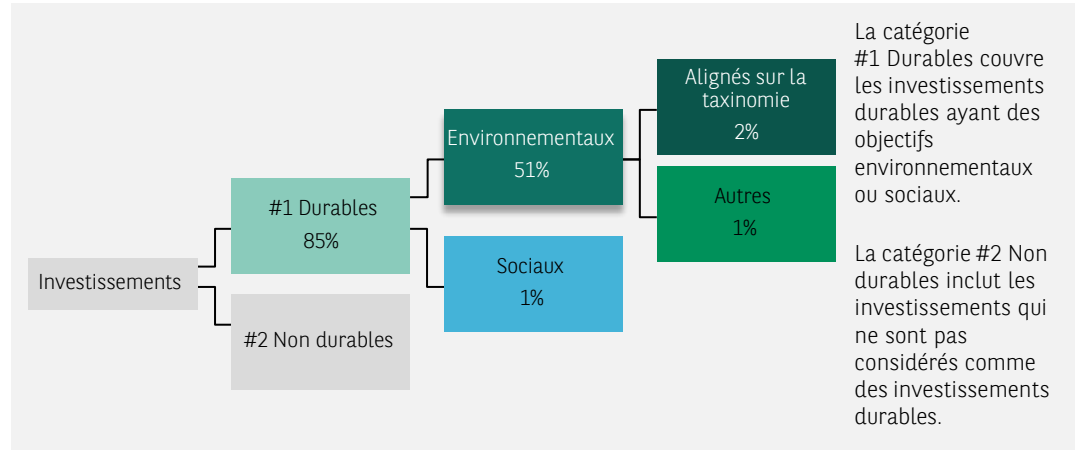 Investissements
#1 Durables
85%
#2 Non durables
Environnementaux
51%
Sociaux
1%
Alignés sur la
taxinomie
2%
Autres
1%
La catégorie
#1 Durables couvre
les investissements
durables ayant des
objectifs
environnementaux
ou sociaux.
La catégorie #2 Non
durables inclut les
investissements qui
ne sont pas
considérés comme
des investissements
durables.